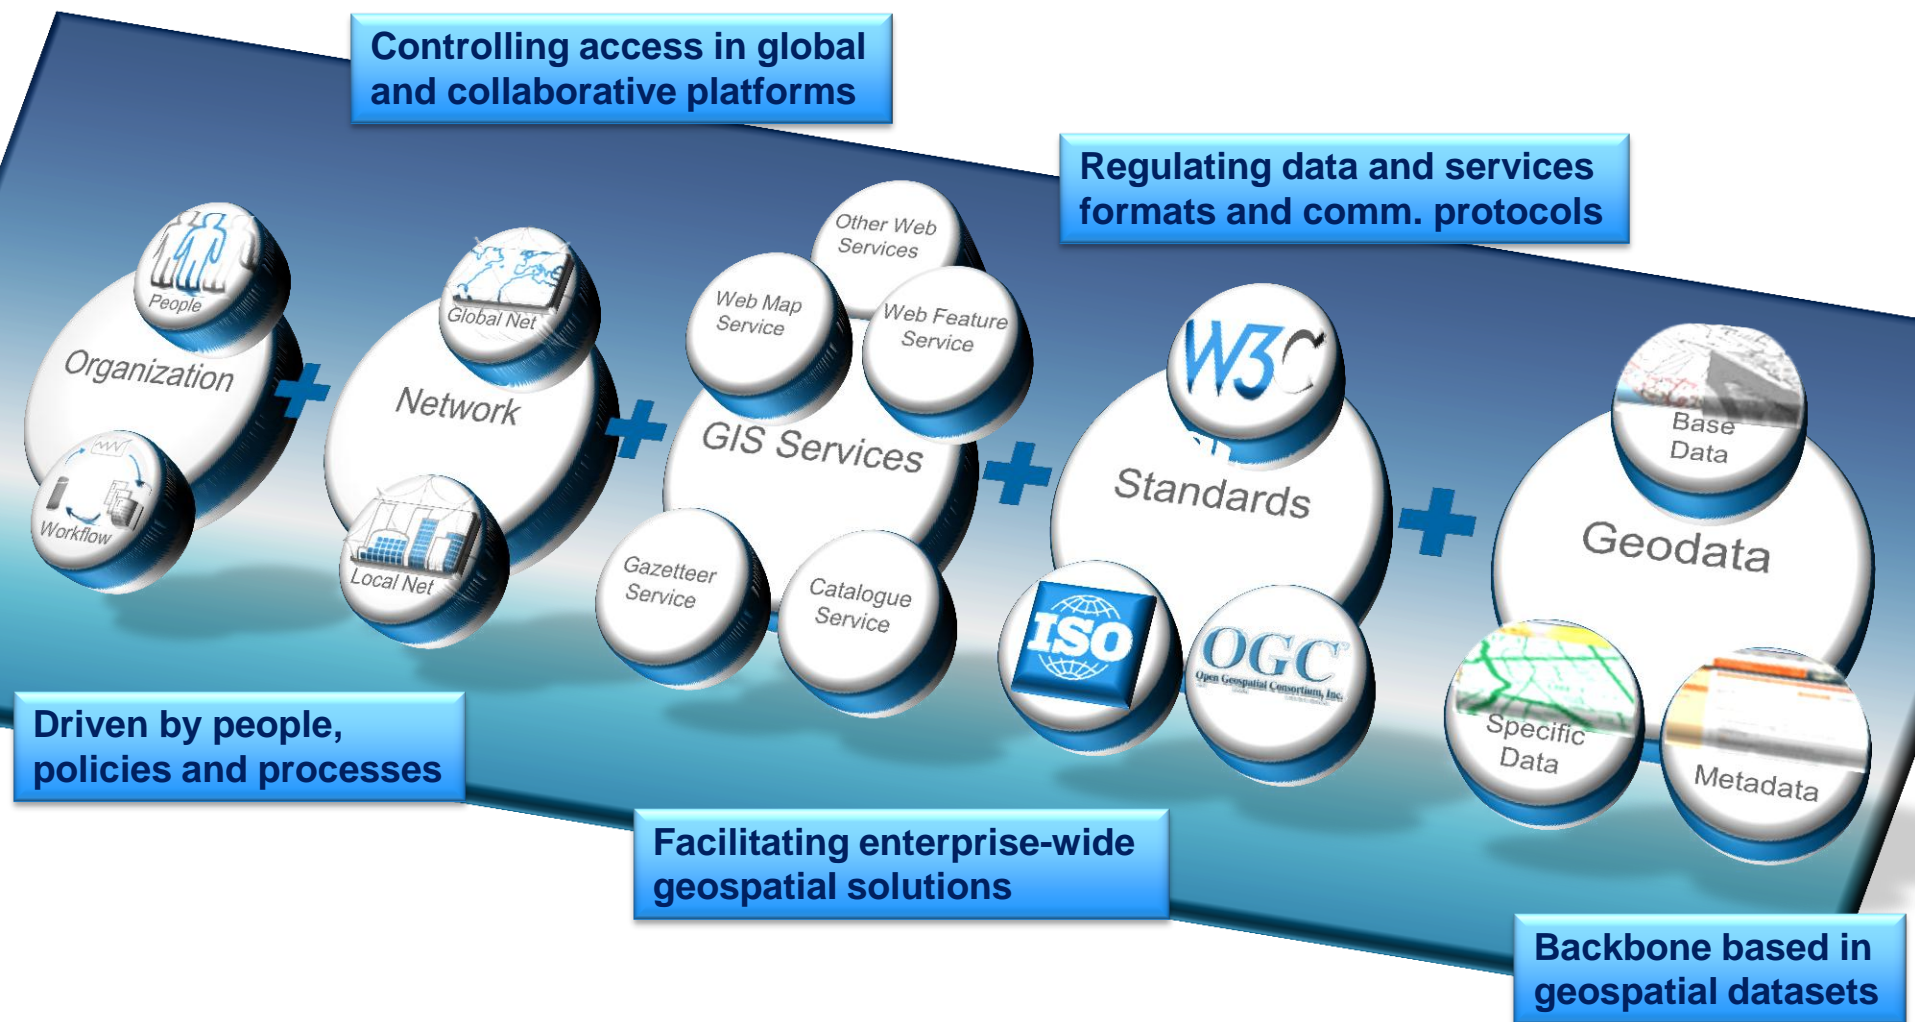 Controlling access in global
and collaborative platforms
Regulating data and services
formats and comm. protocols
People
Organization
Workflow
Global Net
Network
Local Net
Other Web
Services
Web Map
Service
Web Feature
Service
GIS Services
Gazetteer
Service
Catalogue
Service
W3C
Standards
ISO
OGC
Open Geospatial Consortium, Inc.
Base
Data
Geodata
Specific
Data
Metadata
Driven by people,
policies and processes
Facilitating enterprise-wide
geospatial solutions
Backbone based in
geospatial datasets